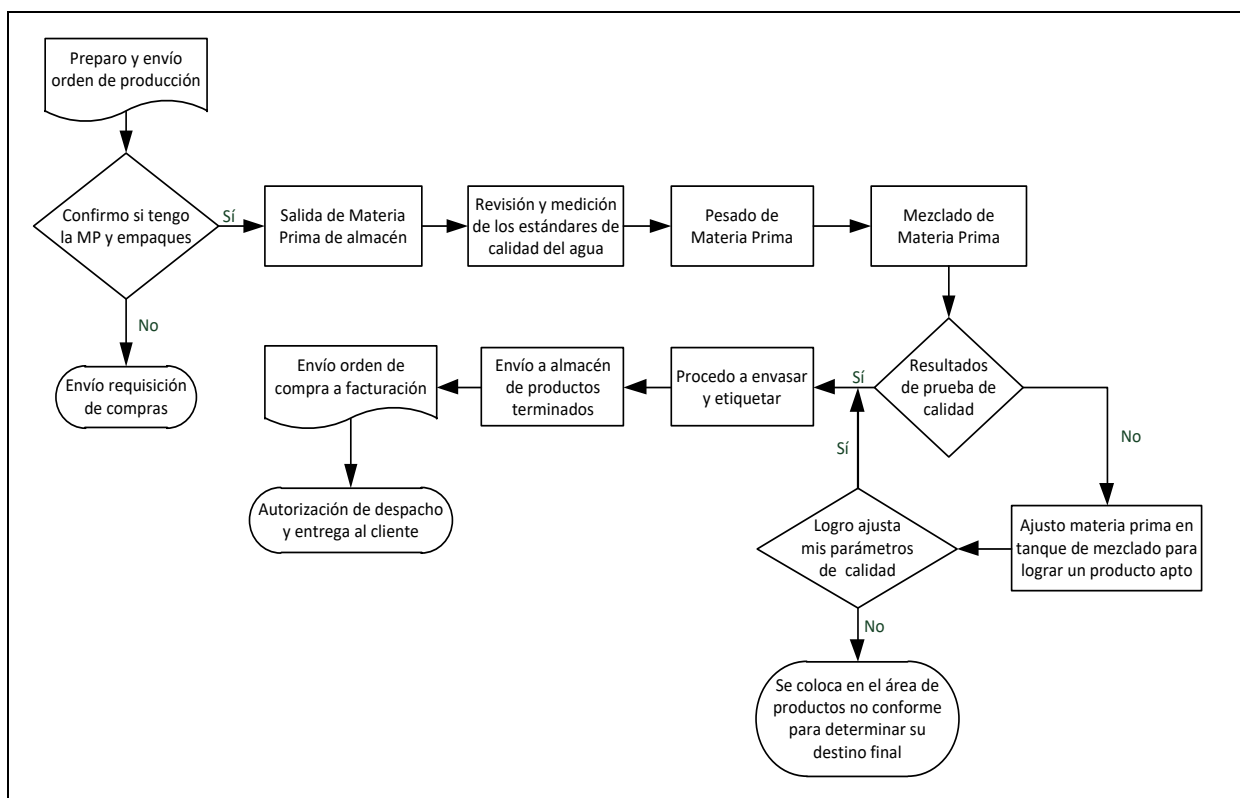 Preparo y envío
orden de producción
Confirmo si tengo
la MP y empaques
Sí
Salida de Materia
Prima de almacén
Revisión y medición
de los estándares de
calidad del agua
Pesado de
Materia Prima
Mezclado de
Materia Prima
No
Envío requisición
de compras
Resultados
de prueba de
calidad
Sí
Procedo a envasar
y etiquetar
Envío a almacén
de productos
terminados
Envío orden de
compra a facturación
Autorización de despacho
y entrega al cliente
No
Ajusto materia prima en
tanque de mezclado para
lograr un producto apto
Logro ajusta
mis parámetros
de calidad
Sí
No
Se coloca en el área de
productos no conforme
para determinar su
destino final